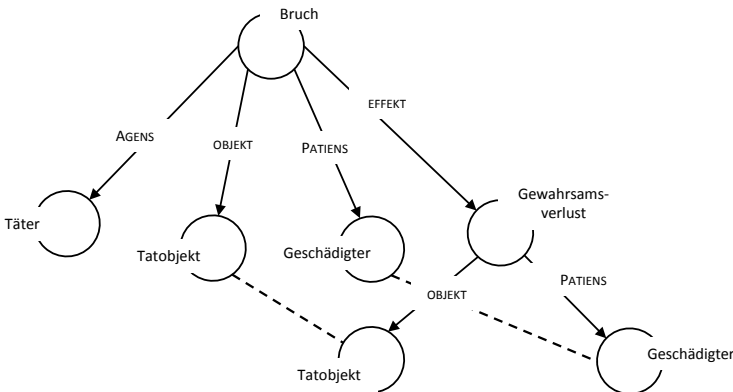 Bruch
EFFEKT
AGENS
OBJEKT
PATIENS
Gewahrsams-
verlust
Täter
Tatobjekt
Geschädigter
OBJEKT
PATIENS
Tatobjekt
Geschädigter